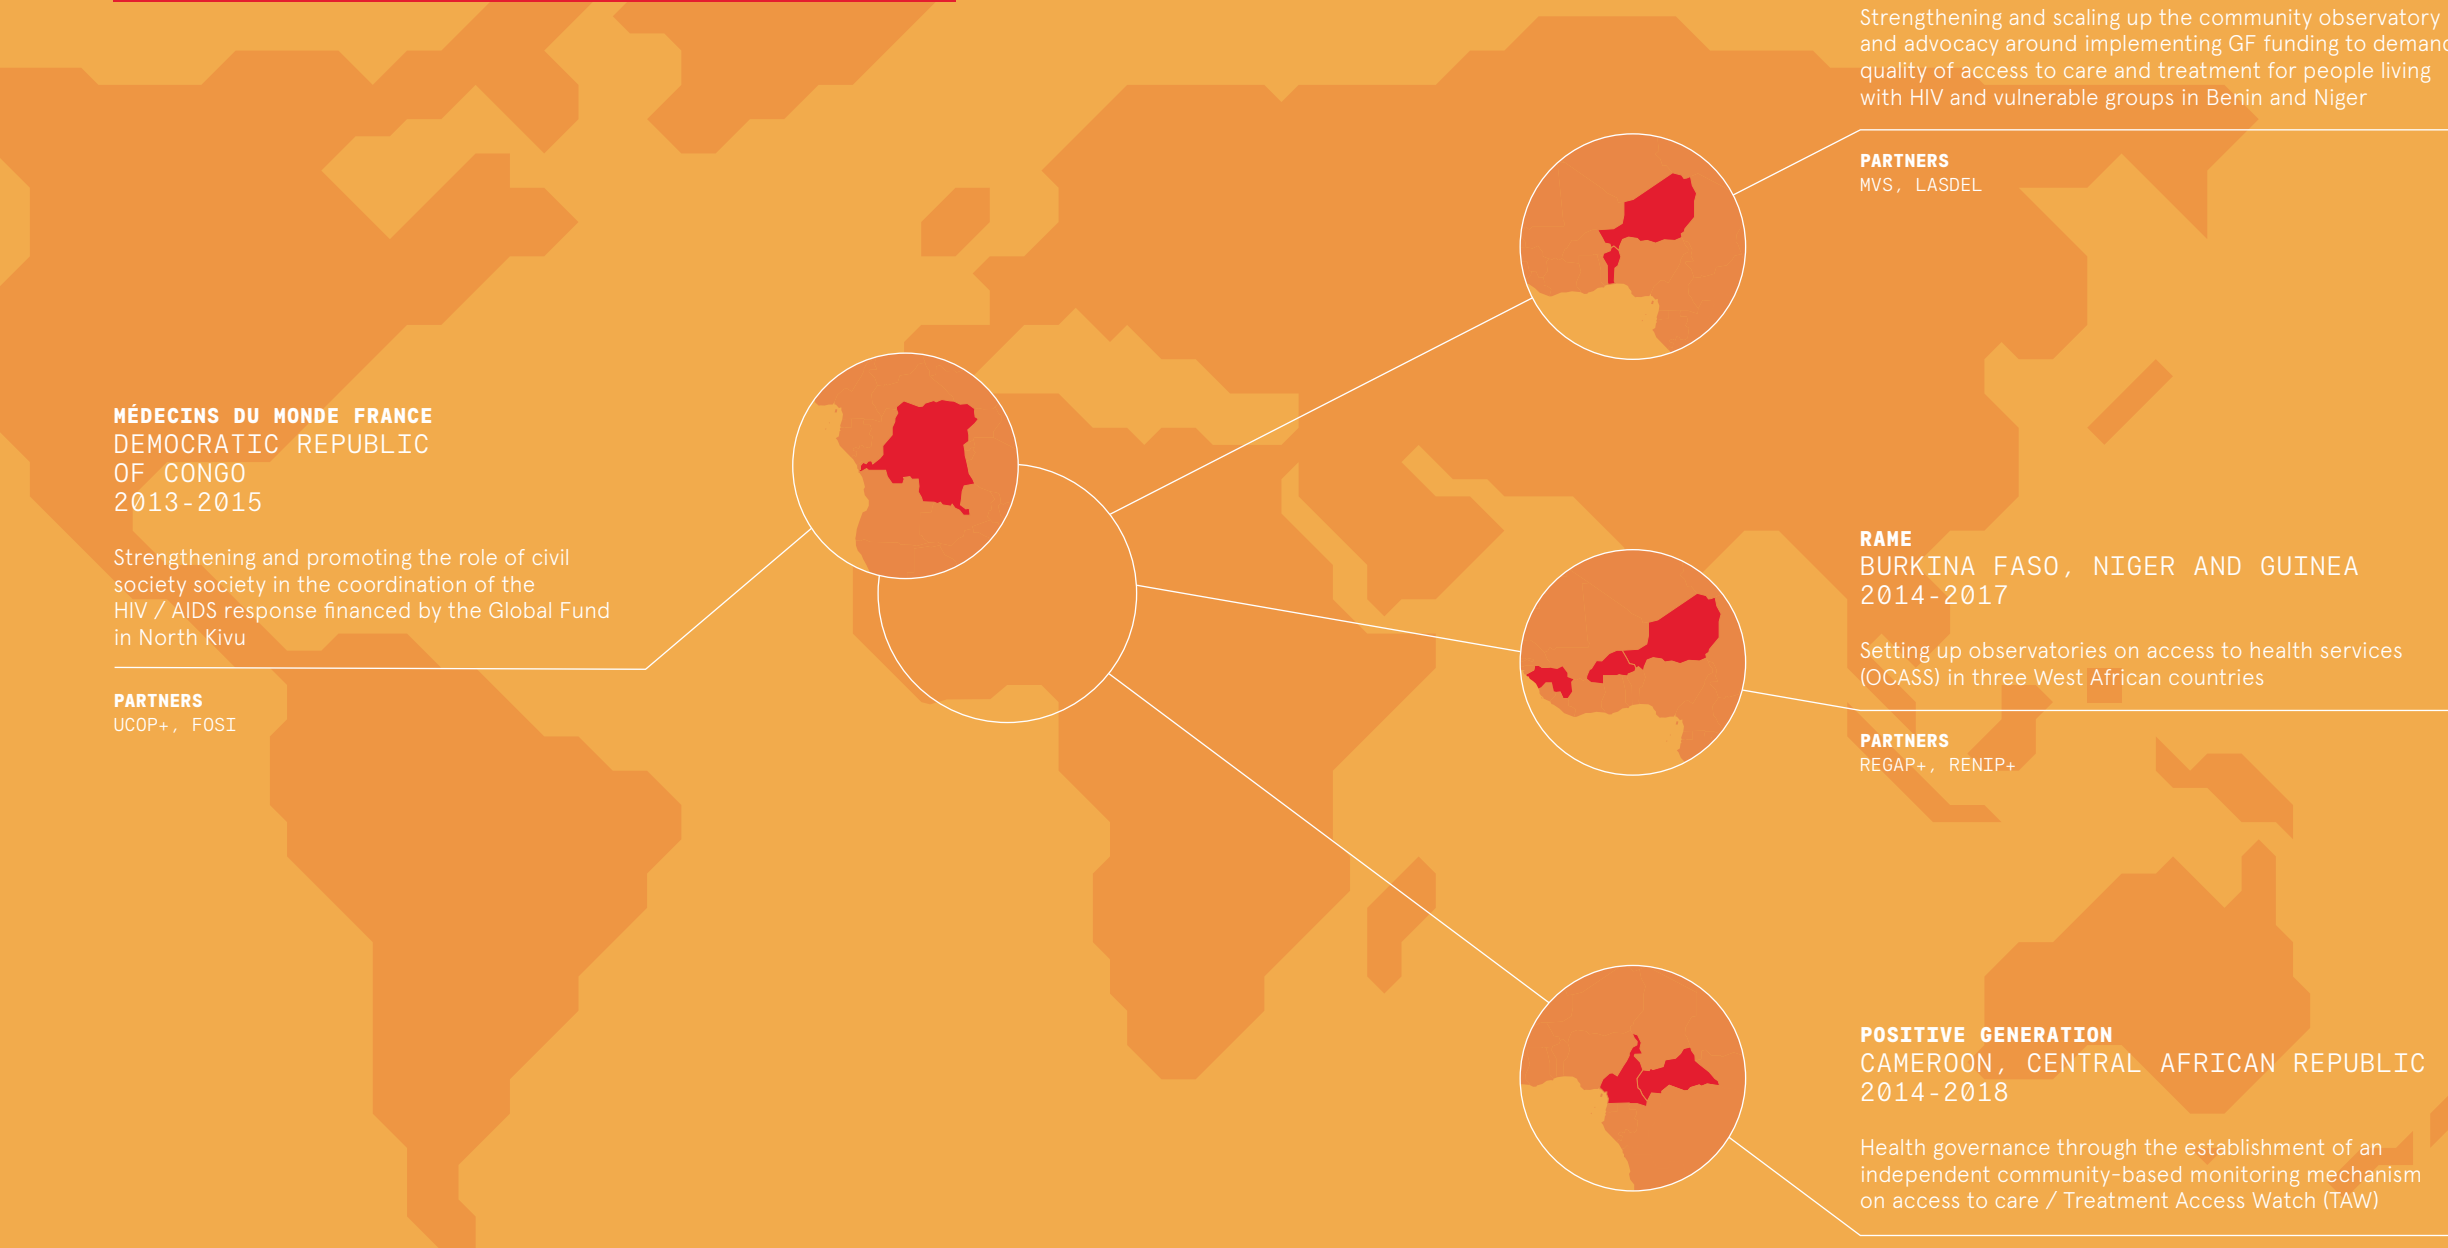 Strengthening and scaling up the community observatory
and advocacy around implementing GF funding to demand
quality of access to care and treatment for people living
with HIV and vulnerable groups in Benin and Niger
PARTNERS
MVS, LASDEL
MÉDECINS DU MONDE FRANCE
DEMOCRATIC REPUBLIC
OF CONGO
2013-2015
Strengthening and promoting the role of civil
society society in the coordination of the
HIV / AIDS response financed by the Global Fund
in North Kivu
PARTNERS
UCOP+, FOSI
RAME
BURKINA FASO, NIGER AND GUINEA
2014-2017
Setting up observatories on access to health services
(OCASS) in three West African countries
PARTNERS
REGAP+, RENIP+
POSITIVE GENERATION
CAMEROON, CENTRAL AFRICAN REPUBLIC
2014-2018
Health governance through the establishment of an
independent community-based monitoring mechanism
on access to care / Treatment Access Watch (TAW)